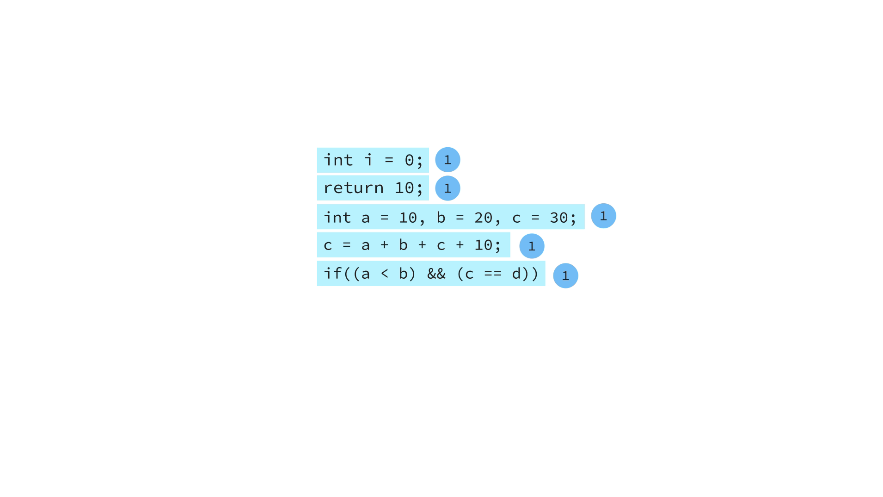 int i = 0; 1
return 10; 1
int a = 10, b = 20, c = 30; 1
c = a + b + c + 10; 1
if((a < b) && (c == d)) 1